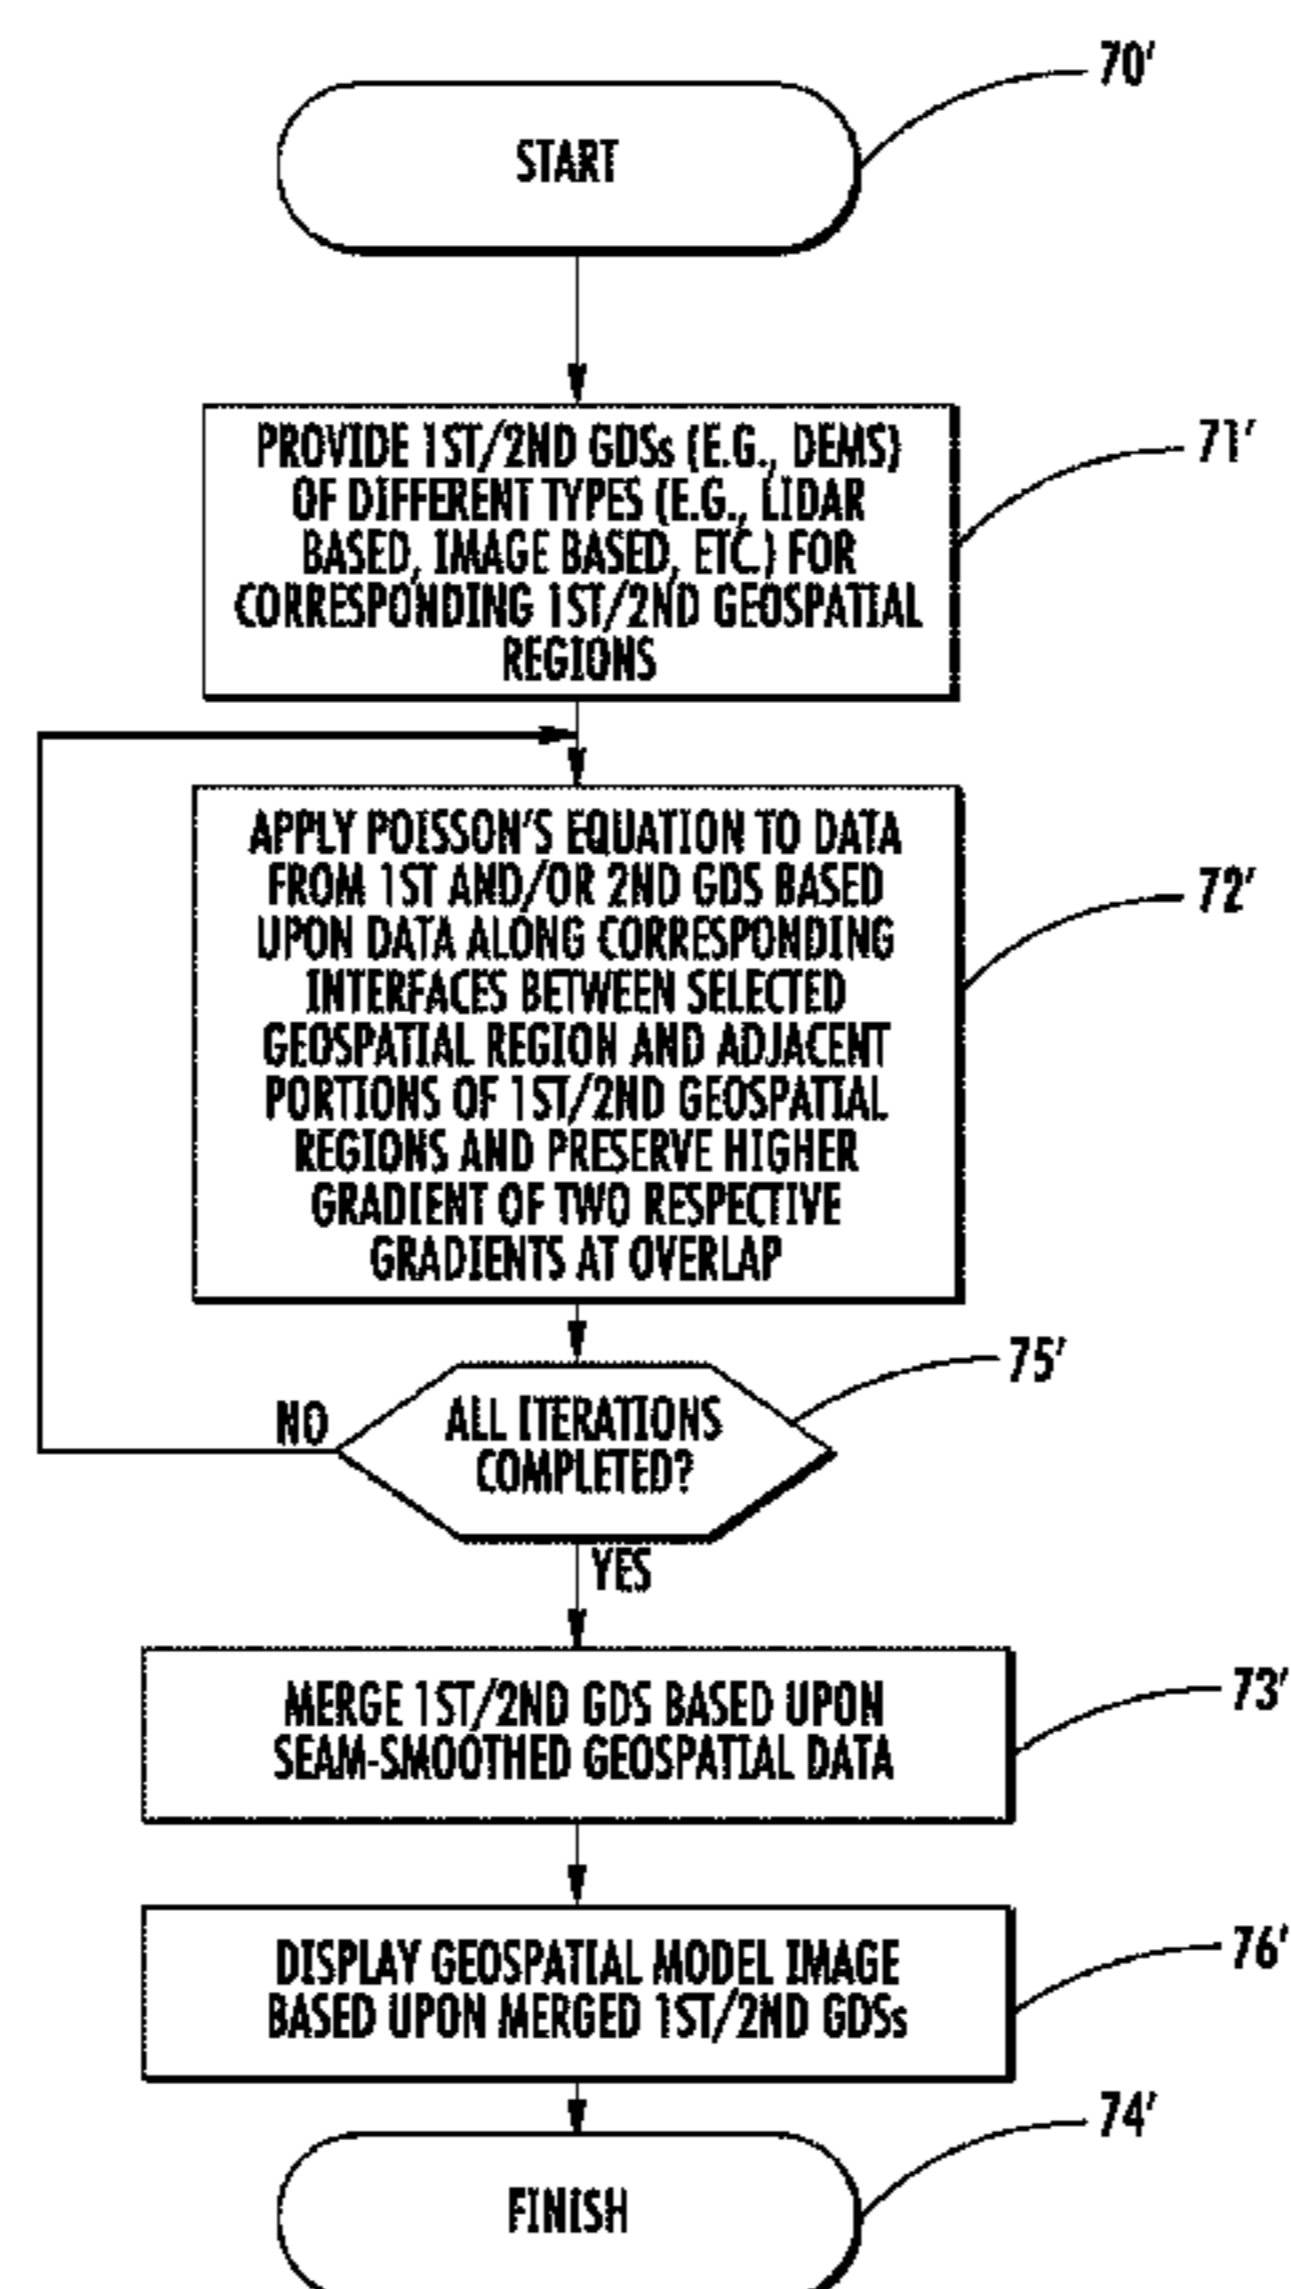 70'
START
71'
PROVIDE 1ST/2ND GDSs (E.G., DEMS)
OF DIFFERENT TYPES (E.G., LIDAR
BASED, IMAGE BASED, ETC.) FOR
CORRESPONDING 1ST/2ND GEOSPATIAL
REGIONS
72'
APPLY POISSON'S EQUATION TO DATA
FROM 1ST AND/OR 2ND GDS BASED
UPON DATA ALONG CORRESPONDING
INTERFACES BETWEEN SELECTED
GEOSPATIAL REGION AND ADJACENT
PORTIONS OF 1ST/2ND GEOSPATIAL
REGIONS AND PRESERVE HIGHER
GRADIENT OF TWO RESPECTIVE
GRADIENTS AT OVERLAP
75'
NO
ALL ITERATIONS
COMPLETED?
YES
73'
MERGE 1ST/2ND GDS BASED UPON
SEAM-SMOOTHED GEOSPATIAL DATA
76'
DISPLAY GEOSPATIAL MODEL IMAGE
BASED UPON MERGED 1ST/2ND GDSs
74'
FINISH